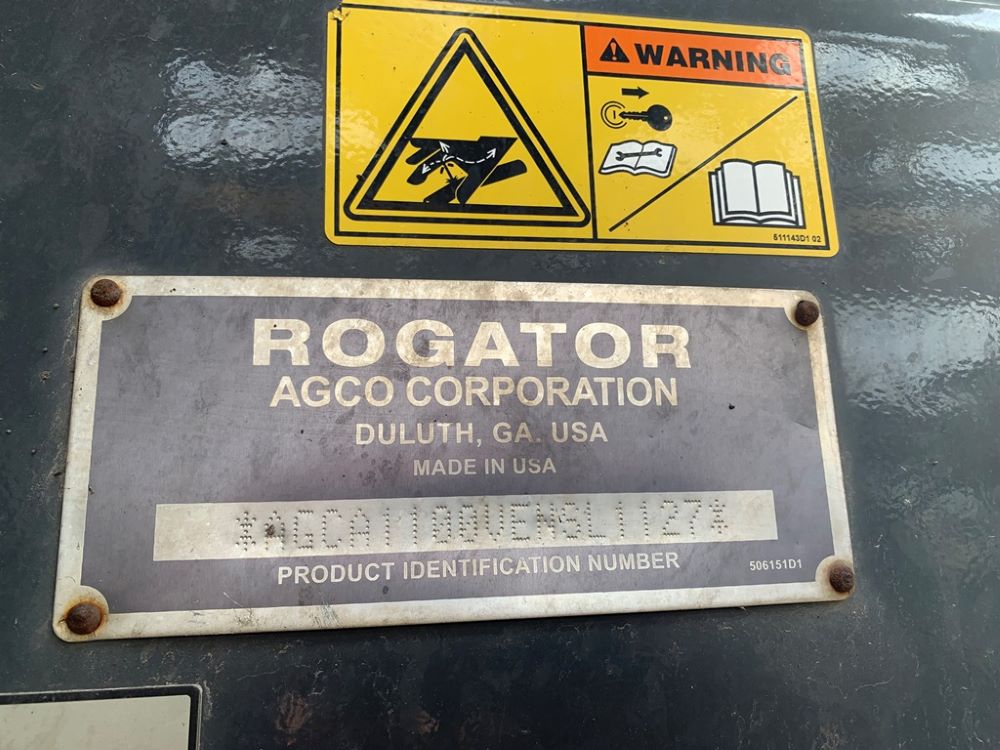 WARNING
511143D1 02
ROGATOR
AGCO CORPORATION
DULUTH, GA. USA
MADE IN USA
*AGCA1100VENSL1127*
PRODUCT IDENTIFICATION NUMBER
506151D1